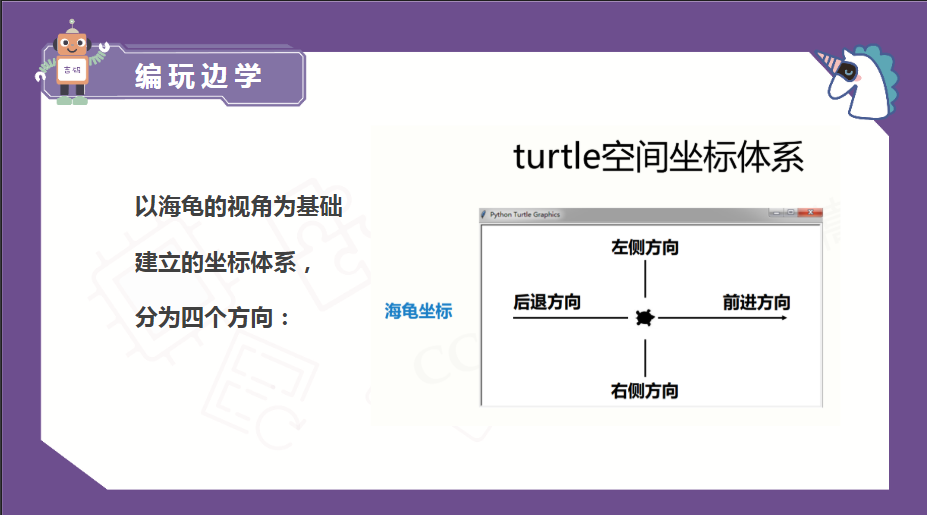 编玩边学
turtle空间坐标体系
以海龟的视角为基础
建立的坐标体系，
分为四个方向：
海龟坐标
Python Turtle Graphics
左侧方向
后退方向
前进方向
右侧方向